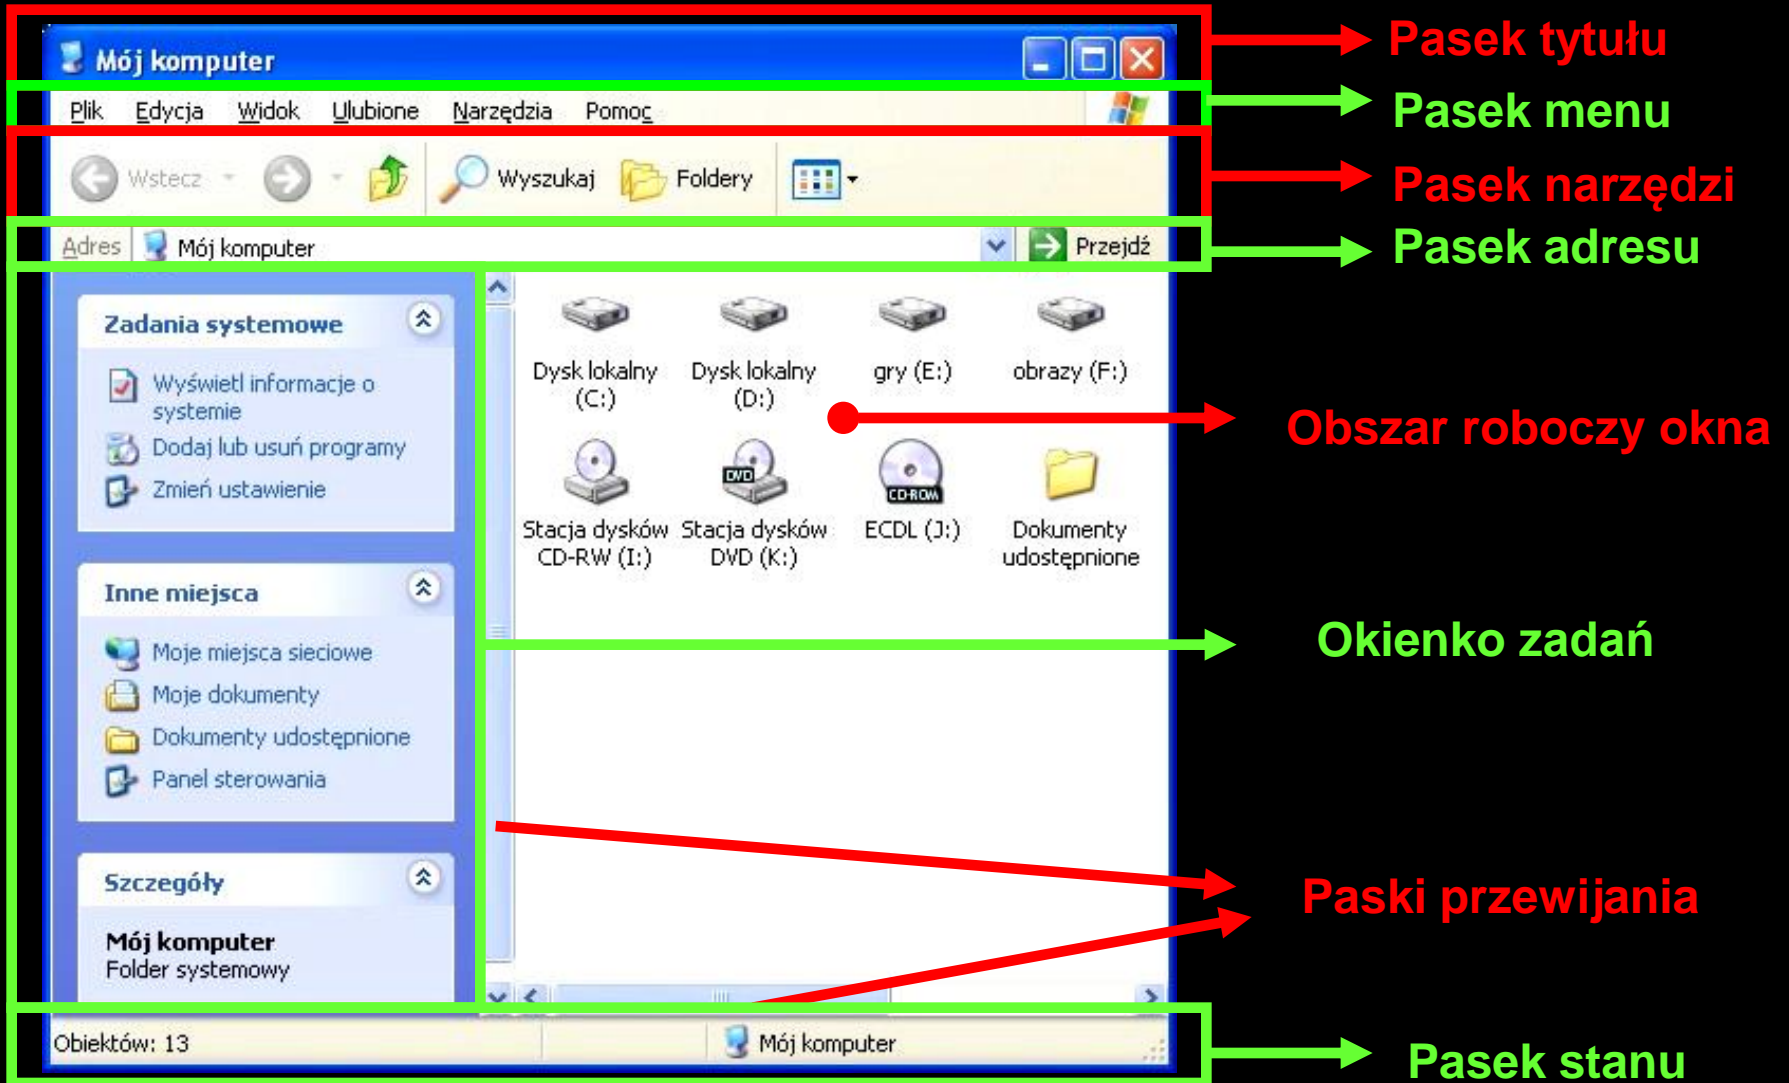 Mój komputer
Pasek tytułu
Plik Edycja Widok Ulubione Narzędzia Pomoc
Pasek menu
Wstecz Wyszukaj Foldery
Pasek narzędzi
Adres Mój komputer Przejdź
Pasek adresu
Zadania systemowe
Wyświetl informacje o
systemie
Dodaj lub usuń programy
Zmień ustawienie
Inne miejsca
Moje miejsca sieciowe
Moje dokumenty
Dokumenty udostępnione
Panel sterowania
Szczegóły
Mój komputer
Folder systemowy
Dysk lokalny
(C:)
Dysk lokalny
(D:)
gry (E:)
obrazy (F:)
Stacja dysków
CD-RW (I:)
DVD
Stacja dysków
DVD (K:)
CD-ROM
ECDL (J:)
Dokumenty
udostępnione
Obszar roboczy okna
Okienko zadań
Paski przewijania
Obiektów: 13
Mój komputer
Pasek stanu